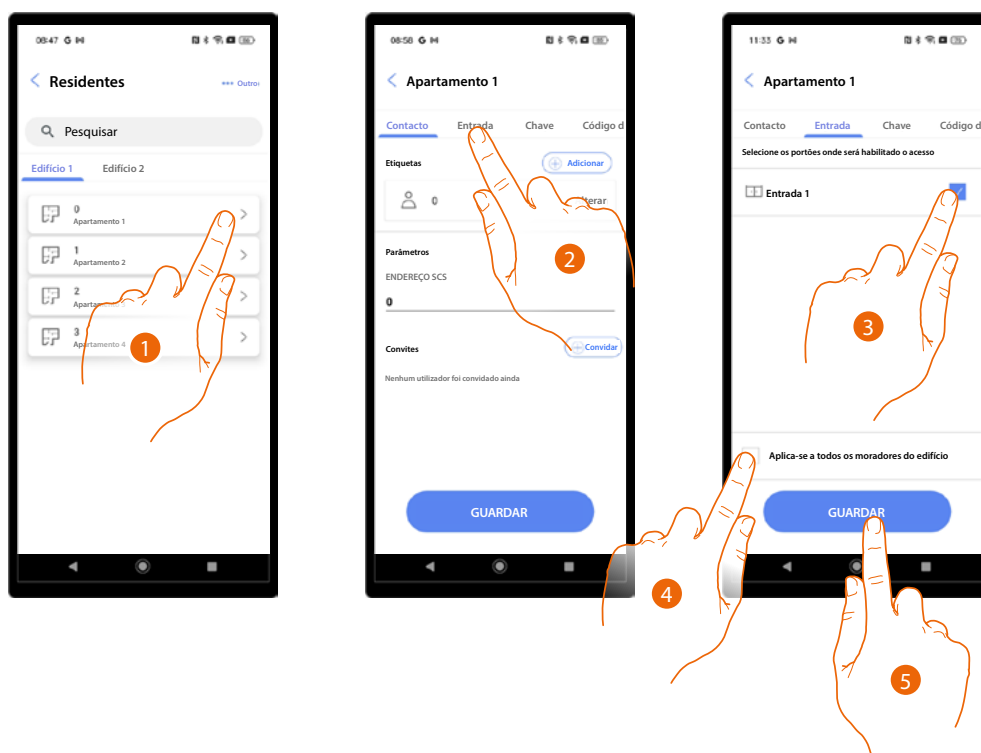 08:47 G
Residentes
••• Outro
Pesquisar
Edifício 1 Edifício 2
0
Apartamento 1
1
Apartamento 2
2
3
Apartamento 4
1
08:58 G
Apartamento 1
Contacto Entrada Chave Código d
Etiquetas
Adicionar
0
terar
2
Parâmetros
ENDEREÇO SCS
0
Convites
Convidar
Nenhum utilizador foi convidado ainda
GUARDAR
11:33 G
Apartamento 1
Contacto Entrada Chave Código d
Selecione os portões onde será habilitado o acesso
Entrada 1
3
Aplica-se a todos os moradores do edifício
GUARDAR
4
5